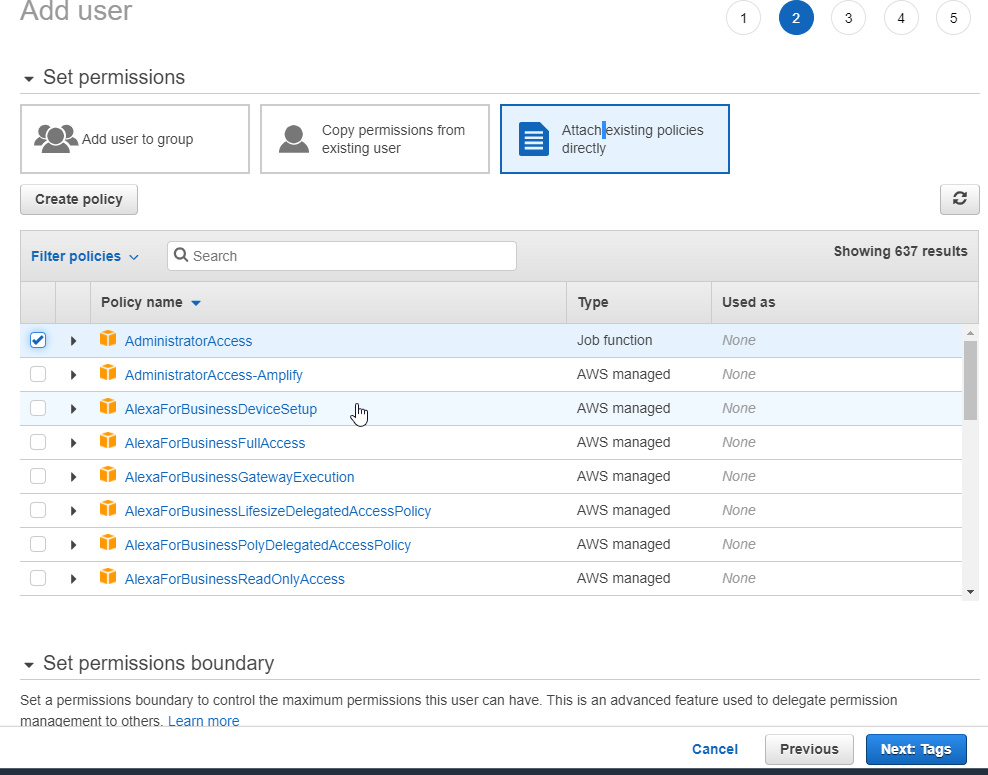 Add user
1 2 3 4 5
Set permissions
Add user to group
Copy permissions from
existing user
Attach existing policies
directly
Create policy
Filter policies
Search
Showing 637 results
Policy name Type Used as
AdministratorAccess Job function None
AdministratorAccess-Amplify AWS managed None
AlexaForBusinessDeviceSetup AWS managed None
AlexaForBusinessFullAccess AWS managed None
AlexaForBusinessGatewayExecution AWS managed None
AlexaForBusinessLifesizeDelegatedAccessPolicy AWS managed None
AlexaForBusinessPolyDelegatedAccessPolicy AWS managed None
AlexaForBusinessReadOnlyAccess AWS managed None
Set permissions boundary
Set a permissions boundary to control the maximum permissions this user can have. This is an advanced feature used to delegate permission
management to others. Learn more
Cancel Previous Next: Tags